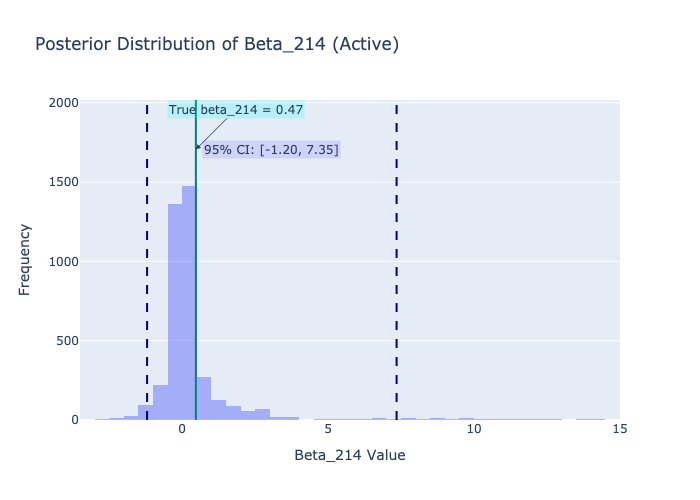 Posterior Distribution of Beta_214 (Active)
2000
True beta_214 = 0.47
95% CI: [-1.20, 7.35]
1500
1000
500
0
Frequency
0
5
10
15
Beta_214 Value